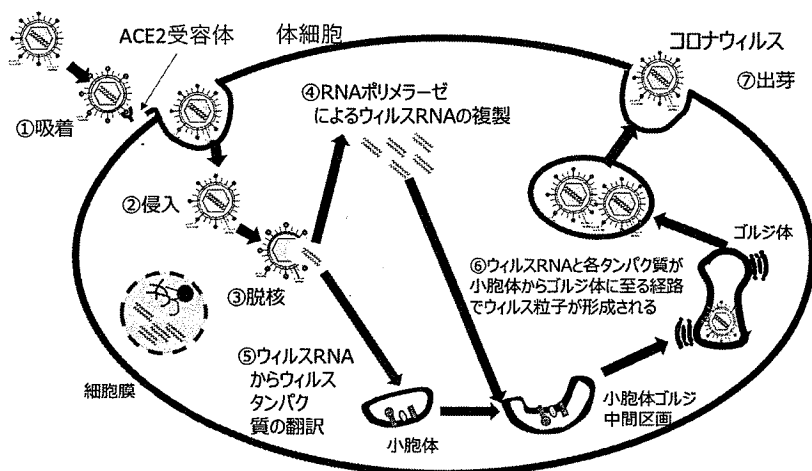 ACE2受容体
体細胞
コロナウィルス
①吸着
④RNAポリメラーゼ
によるウィルスRNAの複製
⑦出芽
②侵入
③脱核
ゴルジ体
⑥ウィルスRNAと各タンパク質が
小胞体からゴルジ体に至る経路
でウィルス粒子が形成される
細胞膜
⑤ウィルスRNA
からウィルス
タンパク
質の翻訳
小胞体
小胞体ゴルジ
中間区画